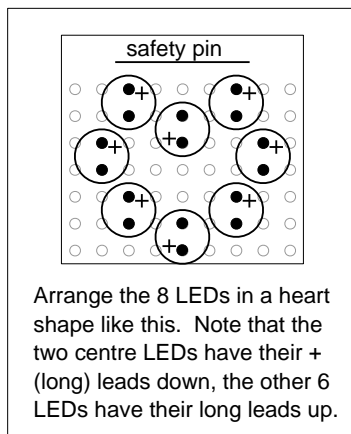 safety pin
+ +
+
+ +
+ +
+
Arrange the 8 LEDs in a heart
shape like this.  Note that the
two centre LEDs have their +
(long) leads down, the other 6
LEDs have their long leads up.